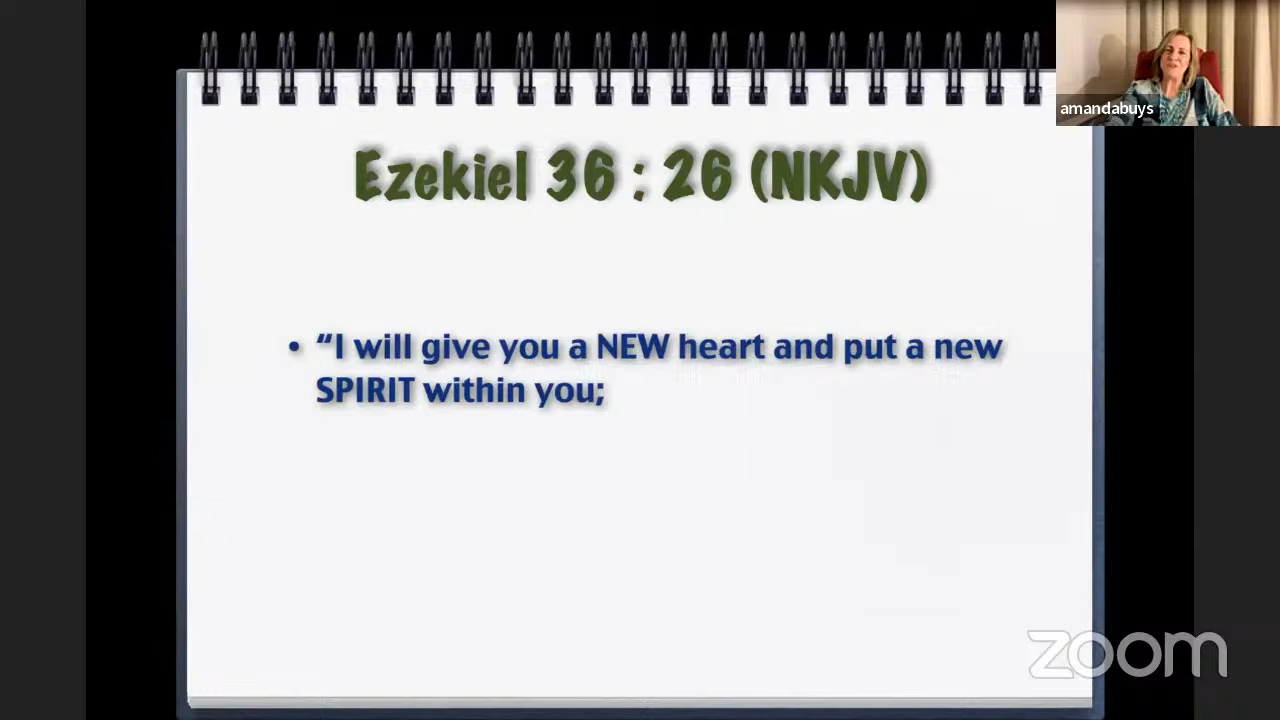 amandabuys
Ezekiel 36 : 26 (NKJV)
• “I will give you a NEW heart and put a new
SPIRIT within you;
zoom